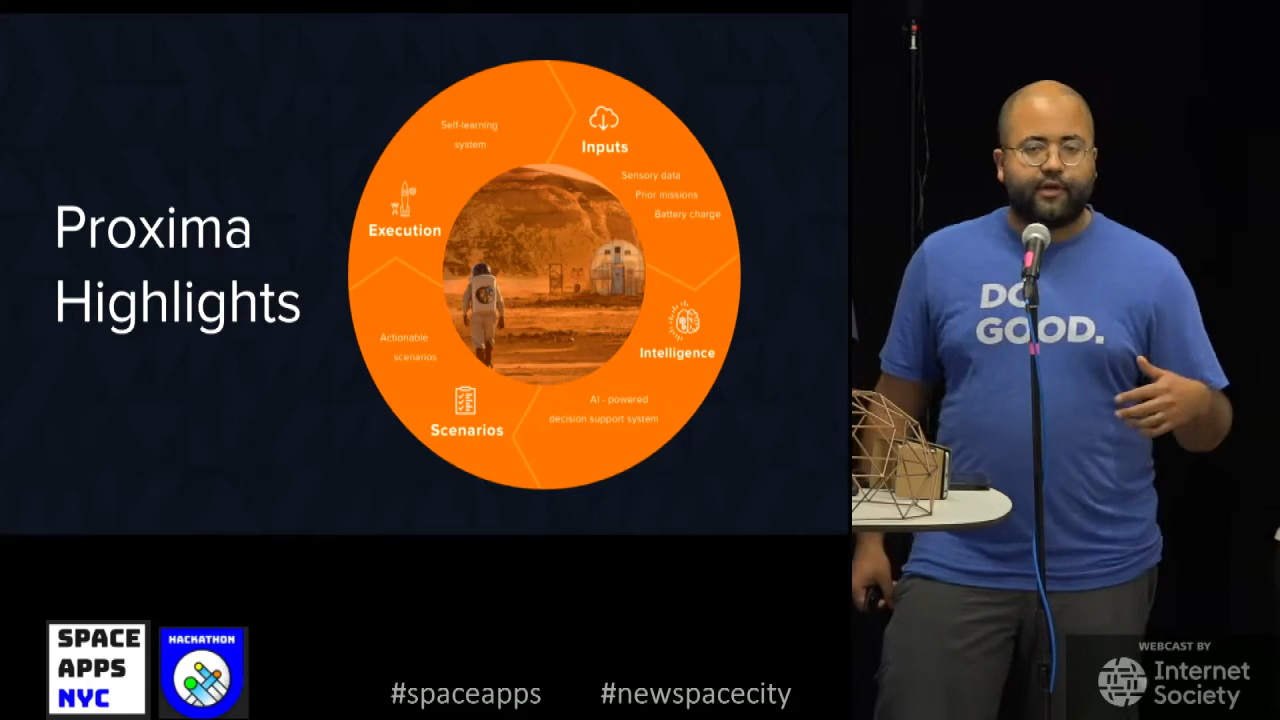 Proxima
Highlights
Self-learning
system
Inputs
Sensory data
Prior missions
Battery charge
Execution
Intelligence
Actionable
scenarios
AI - powered
decision support system
Scenarios
DO
GOOD.
SPACE
APPS
NYC
HACKATHON
#spaceapps
#newspacecity
WEBCAST BY
Internet
Society